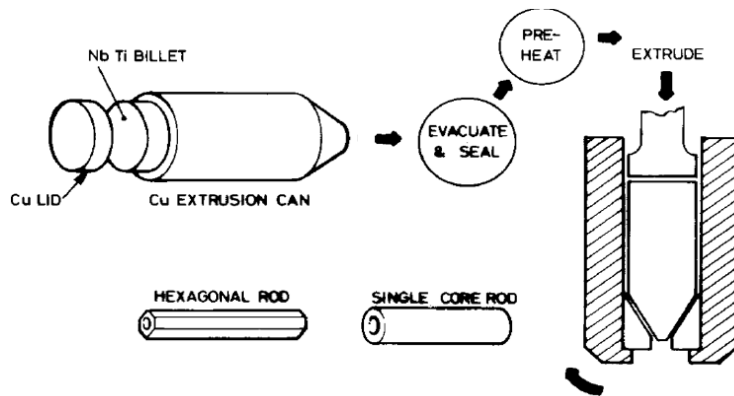 Nb Ti BILLET
PRE-
HEAT
EXTRUDE
EVACUATE
& SEAL
Cu LID
Cu EXTRUSION CAN
HEXAGONAL ROD
SINGLE CORE ROD